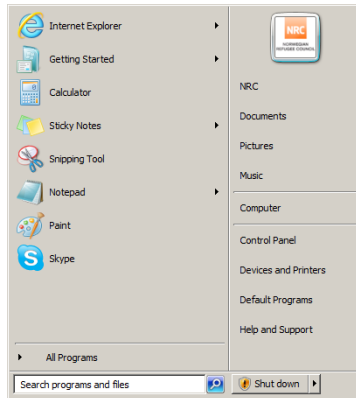 Internet Explorer
Getting Started
Calculator
Sticky Notes
Snipping Tool
Notepad
Paint
Skype
All Programs
Search programs and files
NRC
NORWEGIAN
REFUGEE COUNCIL
NRC
Documents
Pictures
Music
Computer
Control Panel
Devices and Printers
Default Programs
Help and Support
Shut down